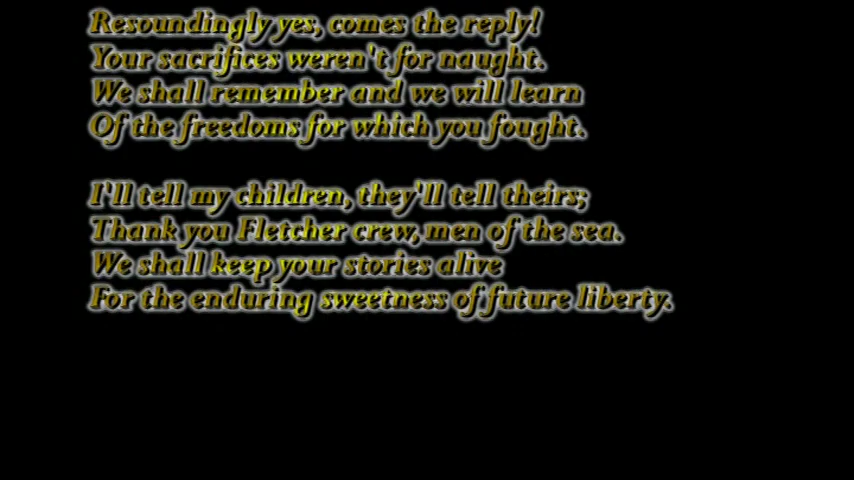 Resoundingly yes, comes the reply!
Your sacrifices weren't for naught.
We shall remember and we will learn
Of the freedoms for which you fought.

I'll tell my children, they'll tell theirs;
Thank you Fletcher crew, men of the sea.
We shall keep your stories alive
For the enduring sweetness of future liberty.